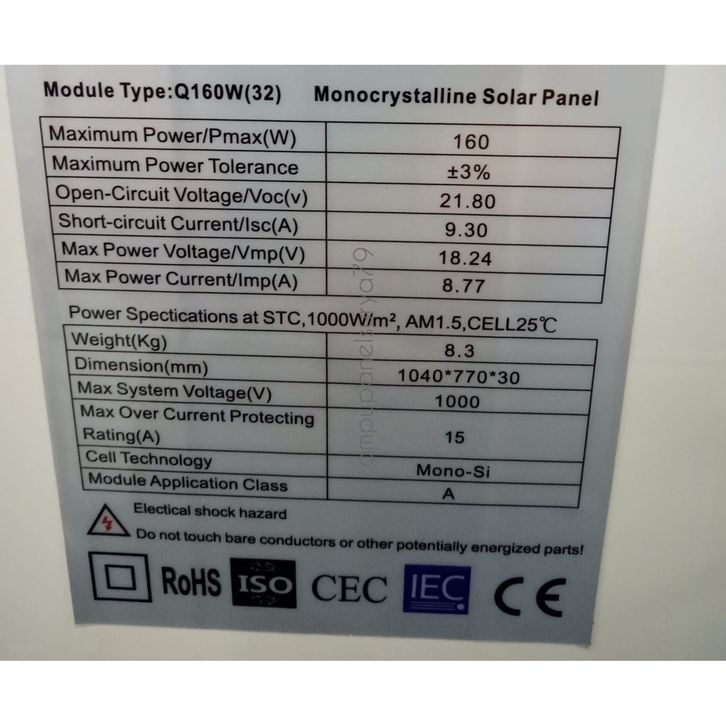 Module Type:Q160W(32) Monocrystalline Solar Panel
Maximum Power/Pmax(W) 160
Maximum Power Tolerance ±3%
Open-Circuit Voltage/Voc(v) 21.80
Short-circuit Current/Isc(A) 9.30
Max Power Voltage/Vmp(V) 18.24
Max Power Current/Imp(A) 8.77
Power Spectications at STC,1000W/m², AM1.5,CELL25℃
Weight(Kg) 8.3
Dimension(mm) 1040*770*30
Max System Voltage(V) 1000
Max Over Current Protecting
Rating(A) 15
Cell Technology Mono-Si
Module Application Class A
Electical shock hazard
Do not touch bare conductors or other potentially energized parts!
RoHS ISO CEC IEC CE